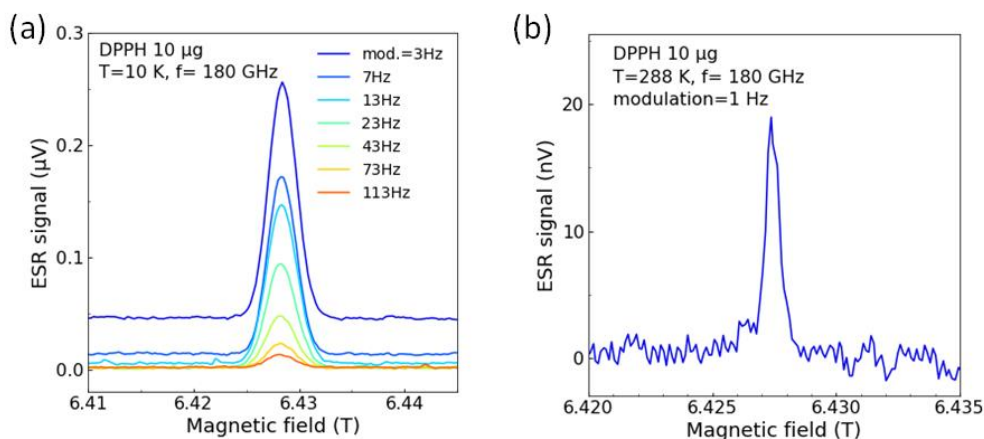 (a)
DPPH 10 μg
T=10 K, f= 180 GHz
mod.=3Hz
7Hz
13Hz
23Hz
43Hz
73Hz
113Hz
ESR signal (μV)
0.3
0.2
0.1
0.0
6.41
6.42
6.43
6.44
Magnetic field (T)
(b)
DPPH 10 μg
T=288 K, f= 180 GHz
modulation=1 Hz
ESR signal (nV)
20
10
0
6.420
6.425
6.430
6.435
Magnetic field (T)